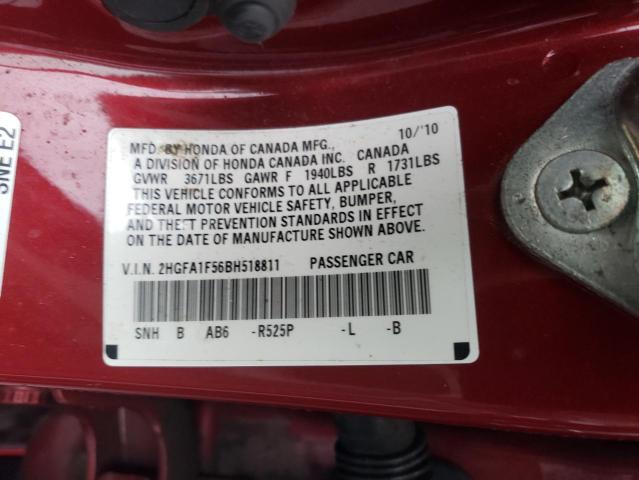 SNE E2
10/'10
MFD. BY HONDA OF CANADA MFG.,
A DIVISION OF HONDA CANADA INC. CANADA
GVWR 3671LBS GAWR F 1940LBS R 1731LBS
THIS VEHICLE CONFORMS TO ALL APPLICABLE
FEDERAL MOTOR VEHICLE SAFETY, BUMPER,
AND THEFT PREVENTION STANDARDS IN EFFECT
ON THE DATE OF MANUFACTURE SHOWN ABOVE.
V.I.N. 2HGFA1F56BH518811 PASSENGER CAR
SNH B AB6 -R525P -L -B